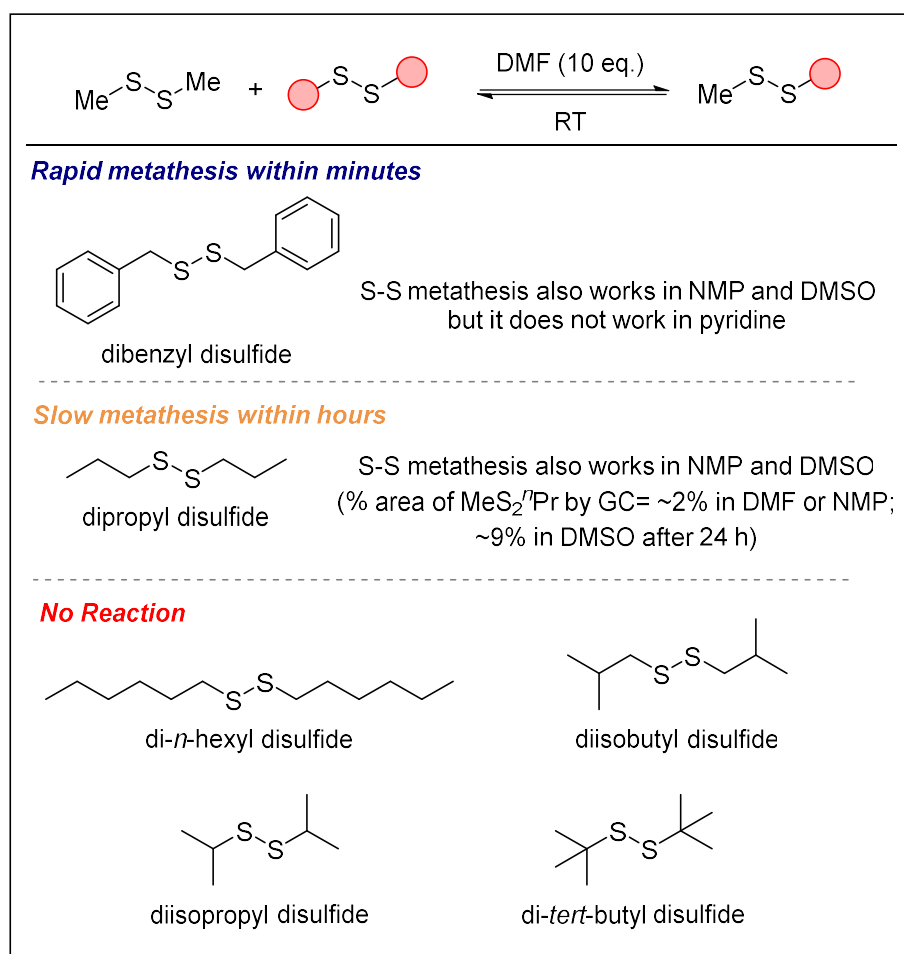 Me
S
S
Me
+
S
S
DMF (10 eq.)
RT
Me
S
S
Rapid metathesis within minutes
S
S
S-S metathesis also works in NMP and DMSO
but it does not work in pyridine
dibenzyl disulfide
Slow metathesis within hours
S
S
dipropyl disulfide
S-S metathesis also works in NMP and DMSO
(% area of MeS₂ⁿPr by GC= ~2% in DMF or NMP;
~9% in DMSO after 24 h)
No Reaction
S
S
di-n-hexyl disulfide
S
S
diisobutyl disulfide
S
S
diisopropyl disulfide
S
S
di-tert-butyl disulfide